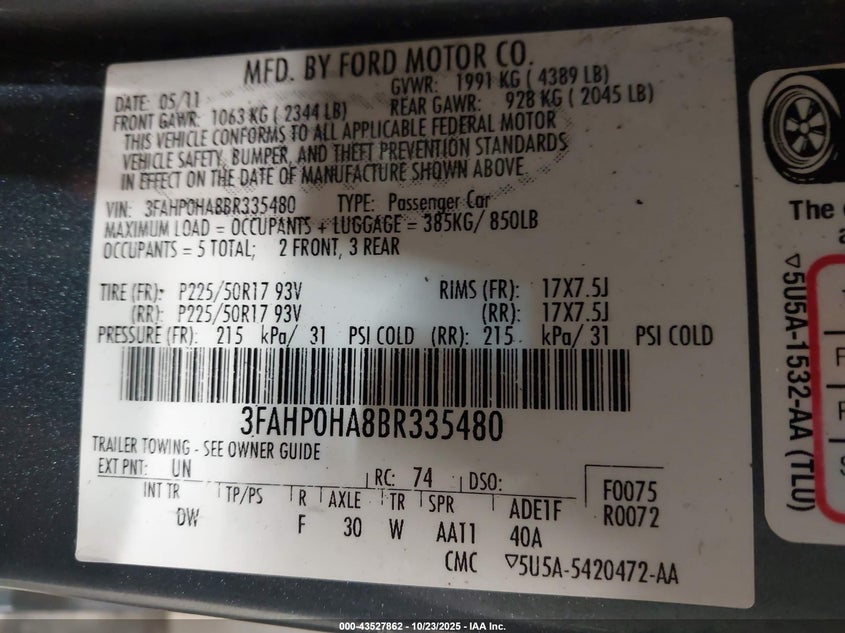 MFD. BY FORD MOTOR CO.
DATE: 05/11 GVWR: 1991 KG ( 4389 LB)
FRONT GAWR: 1063 KG ( 2344 LB) REAR GAWR: 928 KG ( 2045 LB)
THIS VEHICLE CONFORMS TO ALL APPLICABLE FEDERAL MOTOR
VEHICLE SAFETY, BUMPER, AND THEFT PREVENTION STANDARDS
IN EFFECT ON THE DATE OF MANUFACTURE SHOWN ABOVE
VIN: 3FAHP0HA8BR335480 TYPE: Passenger Car
MAXIMUM LOAD = OCCUPANTS + LUGGAGE = 385KG/ 850LB
OCCUPANTS = 5 TOTAL; 2 FRONT, 3 REAR
TIRE (FR): P225/50R17 93V RIMS (FR): 17X7.5J
(RR): P225/50R17 93V (RR): 17X7.5J
PRESSURE (FR): 215 kPa/ 31 PSI COLD (RR): 215 kPa/ 31 PSI COLD
3FAHP0HA8BR335480
TRAILER TOWING - SEE OWNER GUIDE
EXT PNT: UN RC: 74 DSO: F0075
INT TR TP/PS R AXLE TR SPR ADE1F R0072
DW F 30 W AAT1 40A
CMC ▽5U5A-5420472-AA
The
▽5U5A-1532-AA (TLU)
000-43527862 - 10/23/2025 - IAA Inc.